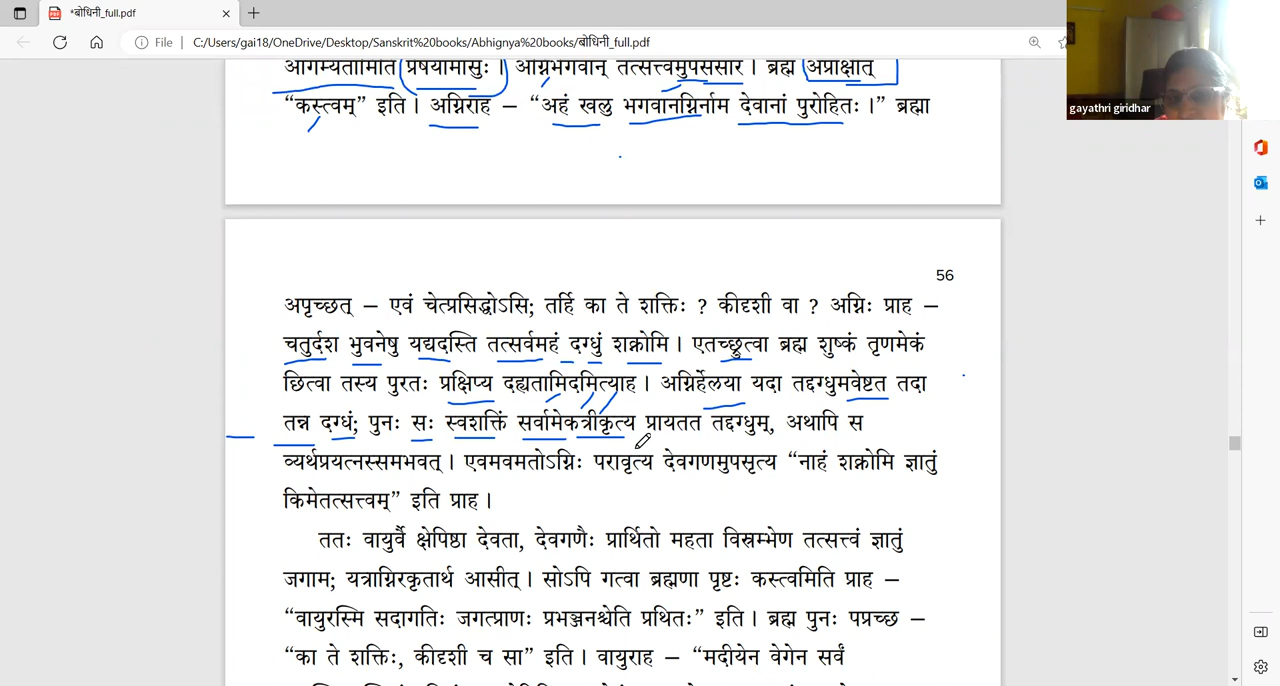 *बोधिनी_full.pdf
File C:/Users/gai18/OneDrive/Desktop/Sanskrit%20books/Abhignya%20books/बोधिनी_full.pdf
gayathri giridhar
आगम्यतामिति प्रेषयामासुः । अग्निर्भगवान् तत्सत्त्वमुपससार । ब्रह्म अप्राक्षीत्
“कस्त्वम्” इति । अग्निराह – “अहं खलु भगवानग्निर्नाम देवानां पुरोहितः ।” ब्रह्मा
56
अपृच्छत् – एवं चेत्प्रसिद्धोऽसि; तर्हि का ते शक्तिः ? कीदृशी वा ? अग्निः प्राह –
चतुर्दश भुवनेषु यद्यदस्ति तत्सर्वमहं दग्धुं शक्नोमि । एतच्छ्रुत्वा ब्रह्म शुष्कं तृणमेकं
छित्वा तस्य पुरतः प्रक्षिप्य दह्यतामिदमित्याह । अग्निर्हेलया यदा तद्दग्धुमवेष्टत तदा
तन्न दग्धं; पुनः सः स्वशक्तिं सर्वामेकत्रीकृत्य प्रायतत तद्दग्धुम्, अथापि स
व्यर्थप्रयत्नस्समभवत् । एवमवमतोऽग्निः परावृत्य देवगणमुपसृत्य “नाहं शक्नोमि ज्ञातुं
किमेतत्सत्त्वम्” इति प्राह ।
ततः वायुर्वै क्षेपिष्ठा देवता, देवगणैः प्रार्थितो महता विस्रम्भेण तत्सत्त्वं ज्ञातुं
जगाम; यत्राग्निरकृतार्थ आसीत् । सोऽपि गत्वा ब्रह्मणा पृष्टः कस्त्वमिति प्राह –
“वायुरस्मि सदागतिः जगत्प्राणः प्रभञ्जनश्चेति प्रथितः” इति । ब्रह्म पुनः पप्रच्छ –
“का ते शक्तिः, कीदृशी च सा” इति । वायुराह – “मदीयेन वेगेन सर्वं